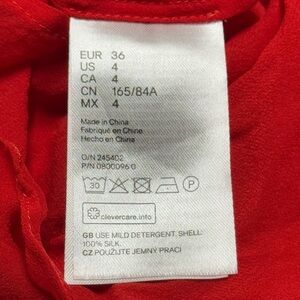 EUR 36
US 4
CA 4
CN 165/84A
MX 4
Made in China
Fabriqué en Chine
Hecho en China
O/N 245402
P/N 0800096 0
30
P
clevercare.info
GB USE MILD DETERGENT. SHELL:
100% SILK.
CZ POUŽIJTE JEMNÝ PRACÍ